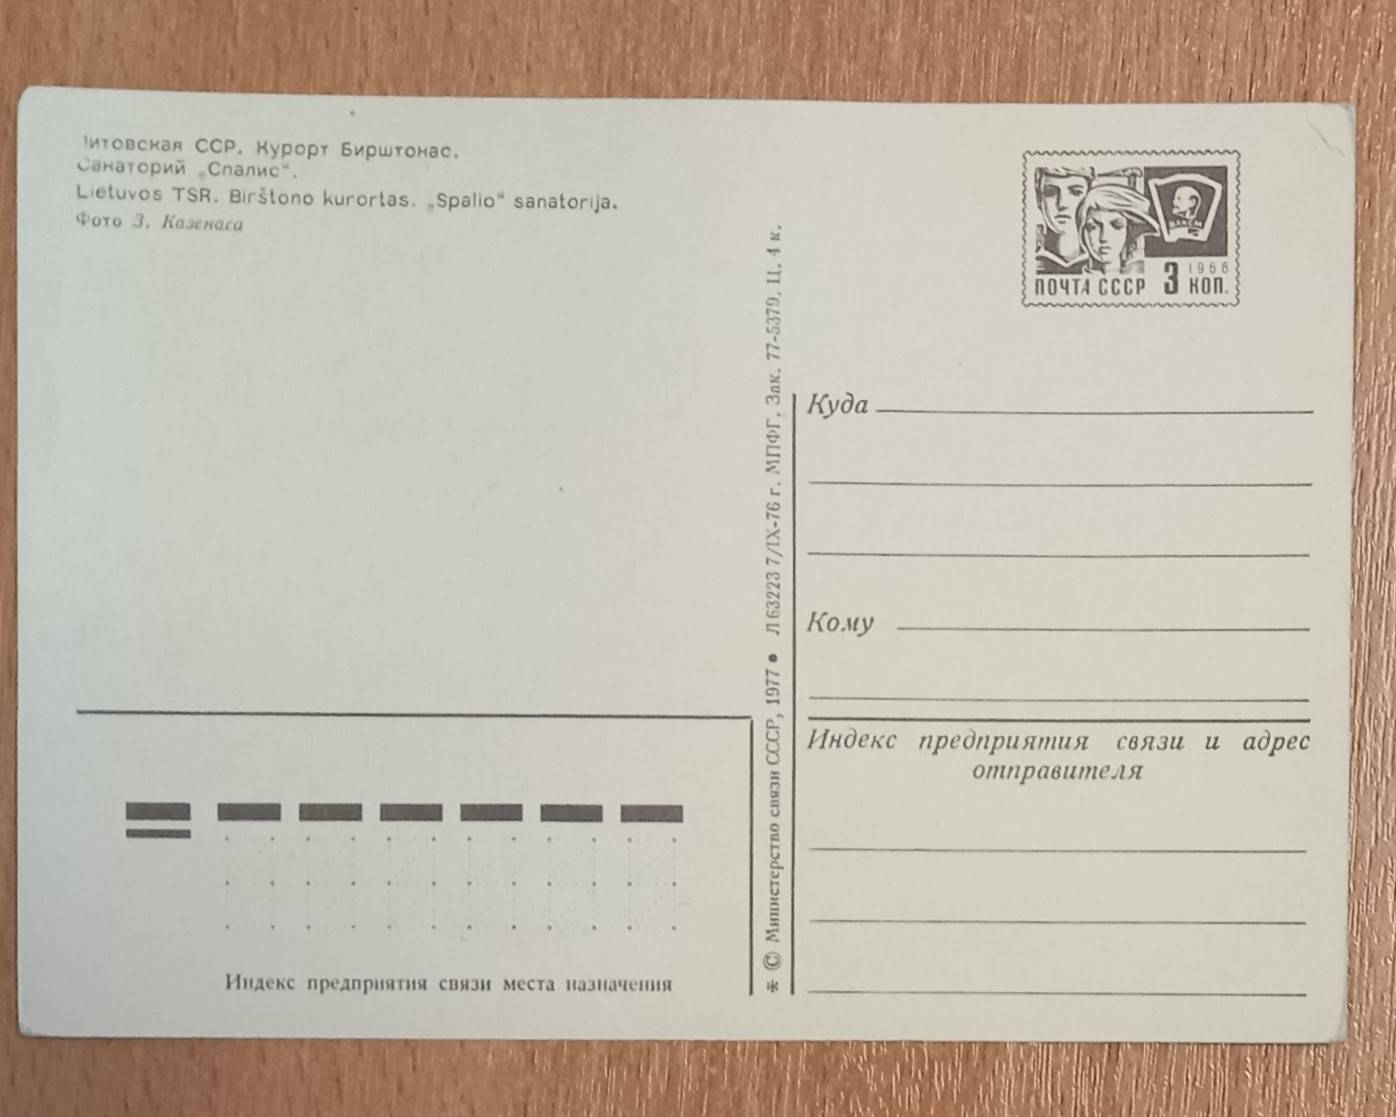 Литовская ССР. Курорт Бирштонас.
Санаторий „Спалис“.
Lietuvos TSR. Birštono kurortas. „Spalio“ sanatorija.
Фото З. Казенаса
ВЛКСМ
1966
ПОЧТА СССР 3 КОП.
* © Министерство связи СССР, 1977 ● Л 63223 7/IX-76 г. МПФГ. Зак. 77-5379. Ц. 4 к.
Куда
Кому
Индекс предприятия связи и адрес
отправителя
Индекс предприятия связи места назначения